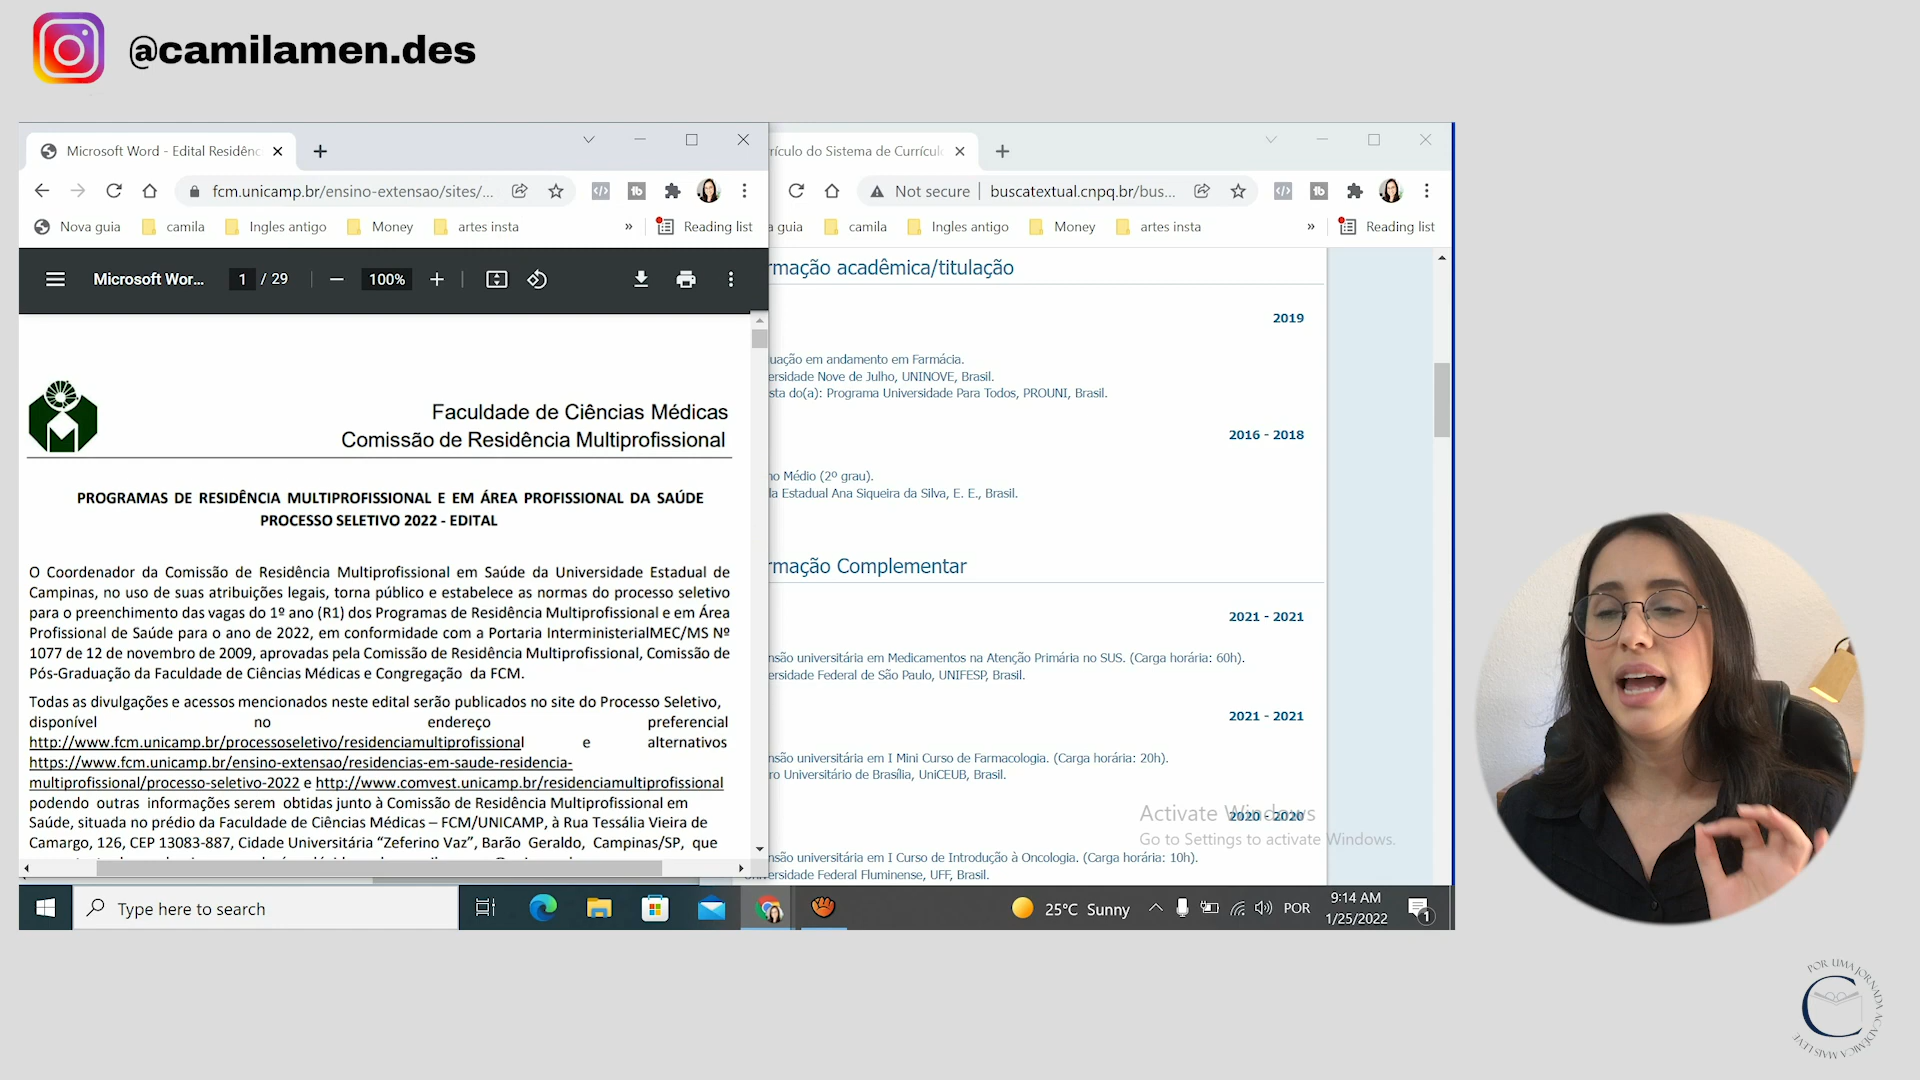 @camilamen.des
Microsoft Word - Edital Residênc
fcm.unicamp.br/ensino-extensao/sites/...
Nova guia camila Ingles antigo Money artes insta » Reading list
Microsoft Wor... 1 / 29 100%
Faculdade de Ciências Médicas
Comissão de Residência Multiprofissional
PROGRAMAS DE RESIDÊNCIA MULTIPROFISSIONAL E EM ÁREA PROFISSIONAL DA SAÚDE
PROCESSO SELETIVO 2022 - EDITAL
O Coordenador da Comissão de Residência Multiprofissional em Saúde da Universidade Estadual de
Campinas, no uso de suas atribuições legais, torna público e estabelece as normas do processo seletivo
para o preenchimento das vagas do 1º ano (R1) dos Programas de Residência Multiprofissional e em Área
Profissional de Saúde para o ano de 2022, em conformidade com a Portaria InterministerialMEC/MS Nº
1077 de 12 de novembro de 2009, aprovadas pela Comissão de Residência Multiprofissional, Comissão de
Pós-Graduação da Faculdade de Ciências Médicas e Congregação da FCM.
Todas as divulgações e acessos mencionados neste edital serão publicados no site do Processo Seletivo,
disponível no endereço preferencial
http://www.fcm.unicamp.br/processoseletivo/residenciamultiprofissional e alternativos
https://www.fcm.unicamp.br/ensino-extensao/residencias-em-saude-residencia-
multiprofissional/processo-seletivo-2022 e http://www.comvest.unicamp.br/residenciamultiprofissional
podendo outras informações serem obtidas junto à Comissão de Residência Multiprofissional em
Saúde, situada no prédio da Faculdade de Ciências Médicas – FCM/UNICAMP, à Rua Tessália Vieira de
Camargo, 126, CEP 13083-887, Cidade Universitária “Zeferino Vaz”, Barão Geraldo, Campinas/SP, que
rículo do Sistema de Currícul
Not secure | buscatextual.cnpq.br/bus...
a guia camila Ingles antigo Money artes insta » Reading list
rmação acadêmica/titulação
2019
uação em andamento em Farmácia.
ersidade Nove de Julho, UNINOVE, Brasil.
sta do(a): Programa Universidade Para Todos, PROUNI, Brasil.
2016 - 2018
no Médio (2º grau).
la Estadual Ana Siqueira da Silva, E. E., Brasil.
rmação Complementar
2021 - 2021
nsão universitária em Medicamentos na Atenção Primária no SUS. (Carga horária: 60h).
ersidade Federal de São Paulo, UNIFESP, Brasil.
2021 - 2021
nsão universitária em I Mini Curso de Farmacologia. (Carga horária: 20h).
ro Universitário de Brasília, UniCEUB, Brasil.
Activate Windows
2020 - 2020
Go to Settings to activate Windows.
nsão universitária em I Curso de Introdução à Oncologia. (Carga horária: 10h).
Universidade Federal Fluminense, UFF, Brasil.
Type here to search
25°C Sunny
POR
9:14 AM
1/25/2022
1
POR UMA JORNADA ACADÊMICA MAIS LEVE
C